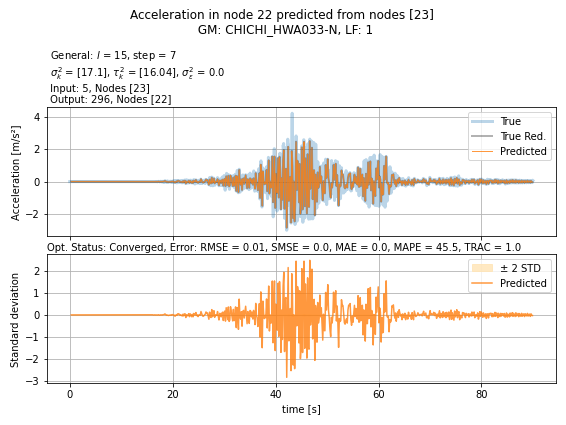 Acceleration in node 22 predicted from nodes [23]
GM: CHICHI_HWA033-N, LF: 1
General: l = 15, step = 7
σ²ₖ = [17.1], τ²ₖ = [16.04], σ²ε = 0.0
Input: 5, Nodes [23]
Output: 296, Nodes [22]
Acceleration [m/s²]
4
2
0
−2
True
True Red.
Predicted
Opt. Status: Converged, Error: RMSE = 0.01, SMSE = 0.0, MAE = 0.0, MAPE = 45.5, TRAC = 1.0
Standard deviation
2
1
0
−1
−2
−3
± 2 STD
Predicted
0 20 40 60 80
time [s]